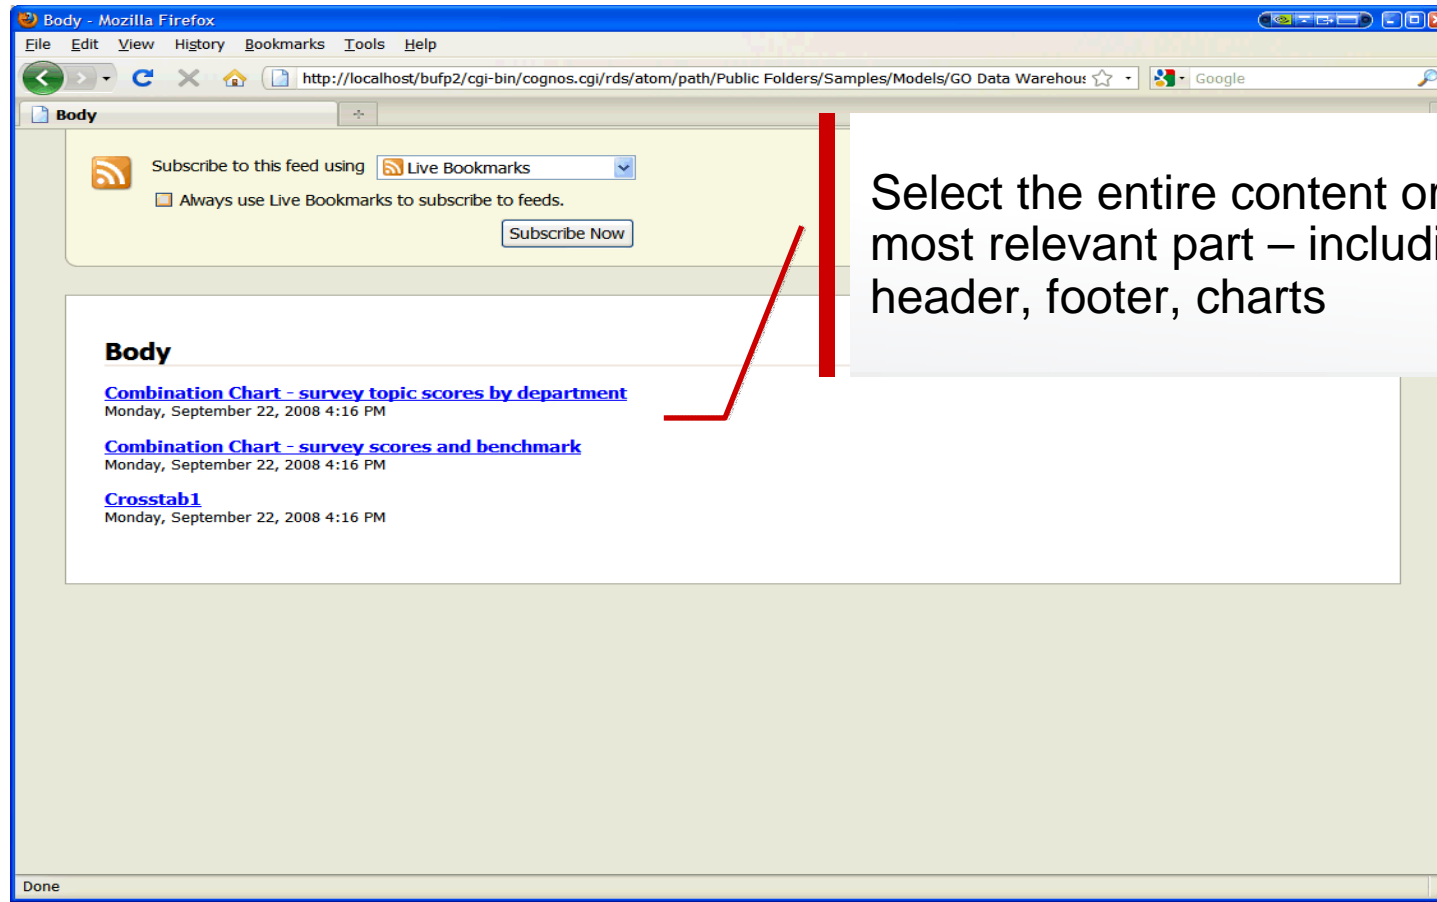 Body - Mozilla Firefox
File Edit View History Bookmarks Tools Help
http://localhost/bufp2/cgi-bin/cognos.cgi/rds/atom/path/Public Folders/Samples/Models/GO Data
Google
Body
Subscribe to this feed using Live Bookmarks
Always use Live Bookmarks to subscribe to feeds.
Subscribe Now
Select the entire content
most relevant part –
header, footer, charts
Body
Combination Chart - survey topic scores by department
Monday, September 22, 2008 4:16 PM
Combination Chart - survey scores and benchmark
Monday, September 22, 2008 4:16 PM
Crosstab1
Monday, September 22, 2008 4:16 PM
Done